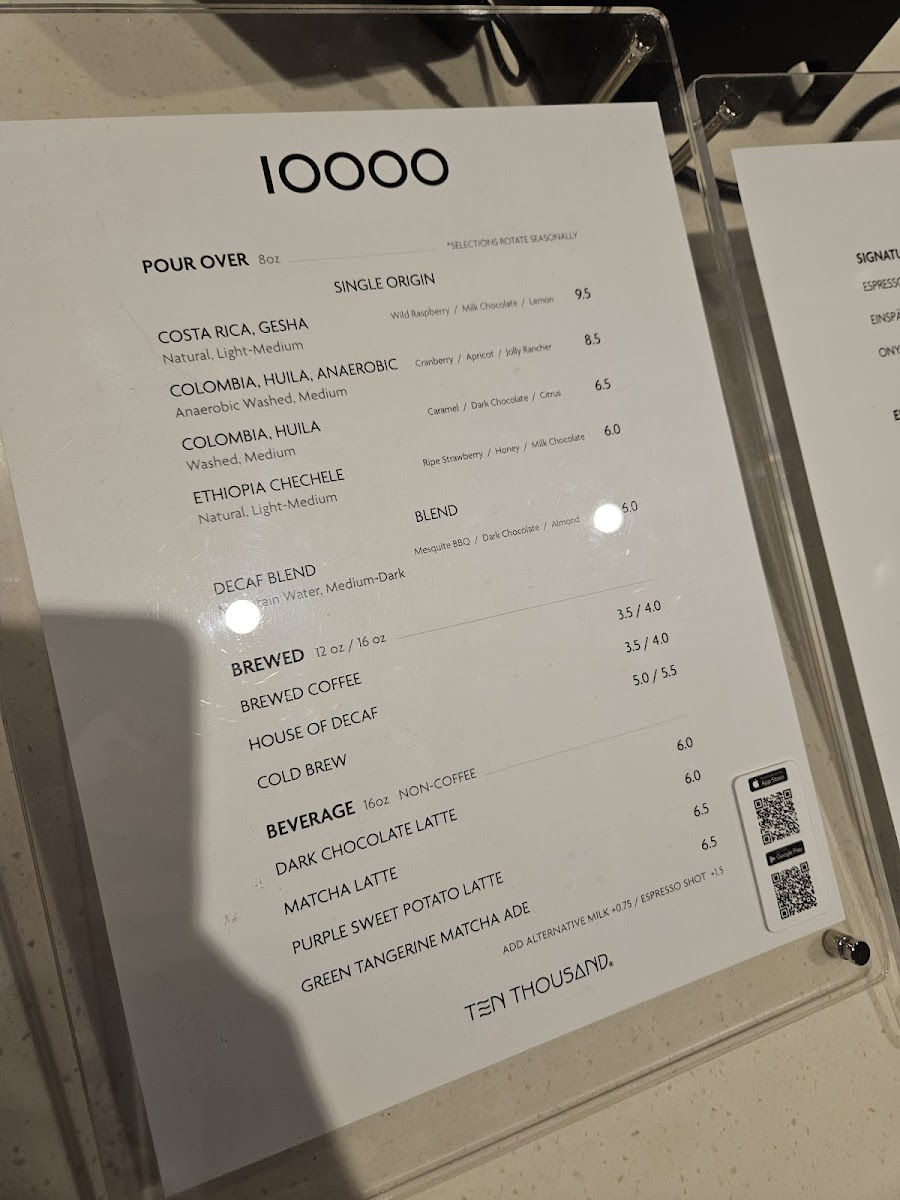 10000
POUR OVER 8oz *SELECTIONS ROTATE SEASONALLY
SINGLE ORIGIN
COSTA RICA, GESHA Wild Raspberry / Milk Chocolate / Lemon 9.5
Natural, Light-Medium
COLOMBIA, HUILA, ANAEROBIC Cranberry / Apricot / Jolly Rancher 8.5
Anaerobic Washed, Medium
COLOMBIA, HUILA Caramel / Dark Chocolate / Citrus 6.5
Washed, Medium
ETHIOPIA CHECHELE Ripe Strawberry / Honey / Milk Chocolate 6.0
Natural, Light-Medium
BLEND
DECAF BLEND Mesquite BBQ / Dark Chocolate / Almond 6.0
Water, Medium-Dark
BREWED 12 oz / 16 oz
BREWED COFFEE 3.5 / 4.0
HOUSE OF DECAF 3.5 / 4.0
COLD BREW 5.0 / 5.5
BEVERAGE 16oz NON-COFFEE
DARK CHOCOLATE LATTE 6.0
MATCHA LATTE 6.0
PURPLE SWEET POTATO LATTE 6.5
GREEN TANGERINE MATCHA ADE 6.5
ADD ALTERNATIVE MILK +0.75 / ESPRESSO SHOT +1.5
TEN THOUSAND
App Store
Google Play